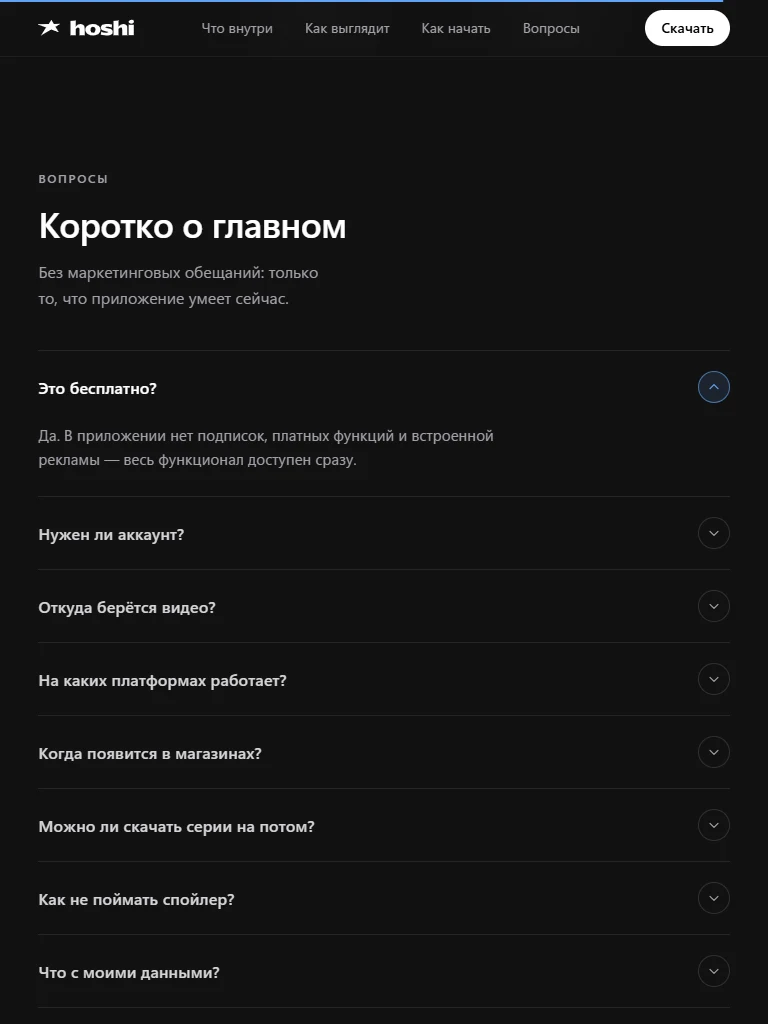 hoshi
Что внутри
Как выглядит
Как начать
Вопросы
Скачать
ВОПРОСЫ
Коротко о главном
Без маркетинговых обещаний: только
то, что приложение умеет сейчас.
Это бесплатно?
Да. В приложении нет подписок, платных функций и встроенной
рекламы — весь функционал доступен сразу.
Нужен ли аккаунт?
Откуда берётся видео?
На каких платформах работает?
Когда появится в магазинах?
Можно ли скачать серии на потом?
Как не поймать спойлер?
Что с моими данными?